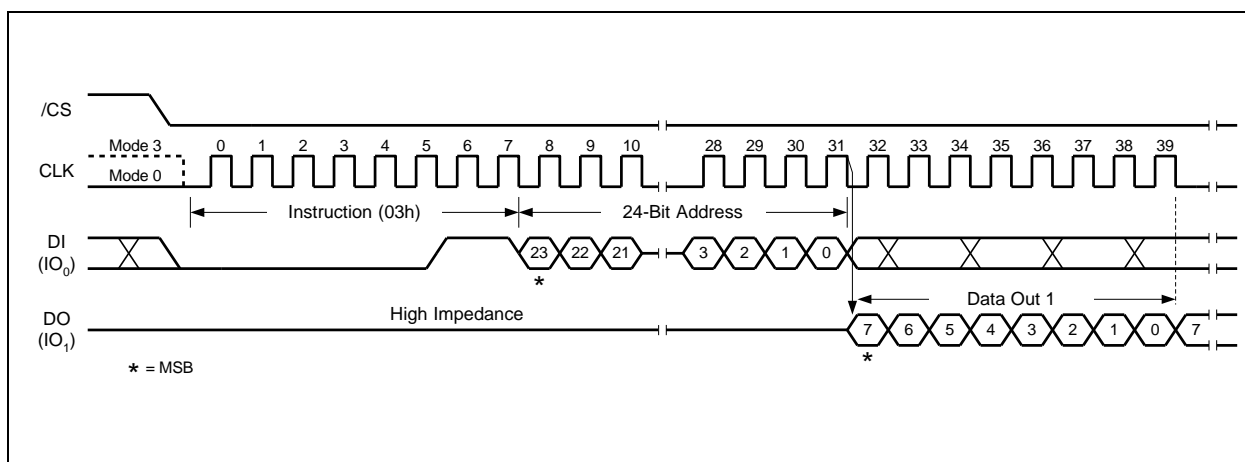 /CS
Mode 3
0 1 2 3 4 5 6 7 8 9 10 28 29 30 31 32 33 34 35 36 37 38 39
CLK
Mode 0
Instruction (03h) 24-Bit Address
DI
(IO0)
23 22 21 3 2 1 0
*
Data Out 1
High Impedance
DO
(IO1)
7 6 5 4 3 2 1 0 7
*
* = MSB